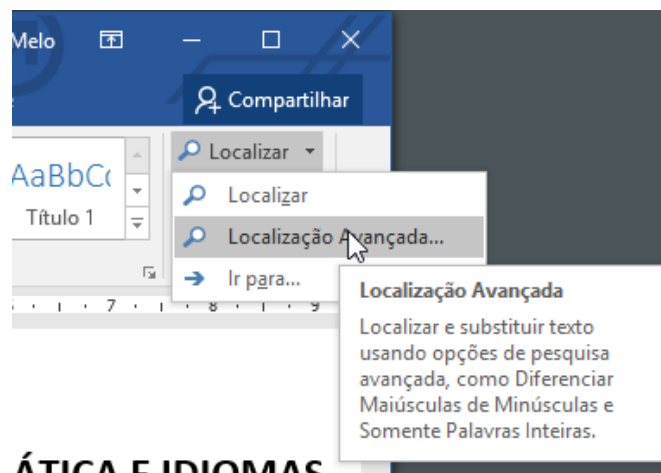 Melo
Compartilhar
Localizar
AaBbC
Título 1
Localizar
Localização Avançada...
Ir para...
7 8 9
Localização Avançada
Localizar e substituir texto
usando opções de pesquisa
avançada, como Diferenciar
Maiúsculas de Minúsculas e
Somente Palavras Inteiras.
ÁTICA E IDIOMAS